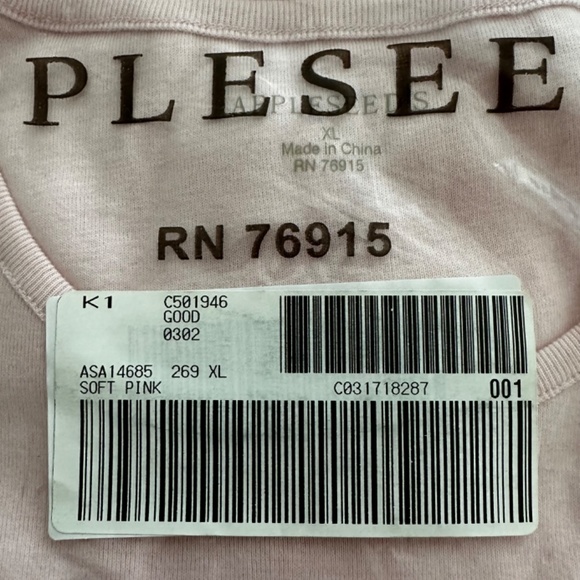 PLESEE
APPLESEED'S
XL
Made in China
RN 76915
RN 76915
K1 C501946
GOOD
0302
ASA14685 269 XL
SOFT PINK C031718287 001